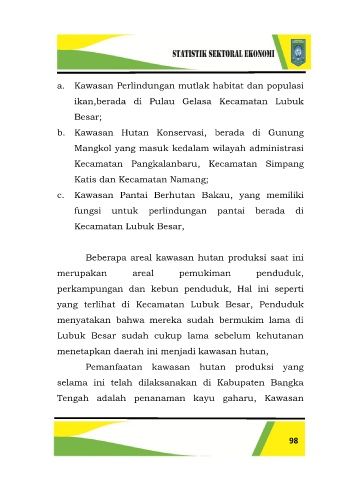 STATISTIK SEKTORAL EKONOMI
a. Kawasan Perlindungan mutlak habitat dan populasi
ikan,berada di Pulau Gelasa Kecamatan Lubuk
Besar;
b. Kawasan Hutan Konservasi, berada di Gunung
Mangkol yang masuk kedalam wilayah administrasi
Kecamatan Pangkalanbaru, Kecamatan Simpang
Katis dan Kecamatan Namang;
c. Kawasan Pantai Berhutan Bakau, yang memiliki
fungsi untuk perlindungan pantai berada di
Kecamatan Lubuk Besar,
Beberapa areal kawasan hutan produksi saat ini
merupakan areal pemukiman penduduk,
perkampungan dan kebun penduduk, Hal ini seperti
yang terlihat di Kecamatan Lubuk Besar, Penduduk
menyatakan bahwa mereka sudah bermukim lama di
Lubuk Besar sudah cukup lama sebelum kehutanan
menetapkan daerah ini menjadi kawasan hutan,
Pemanfaatan kawasan hutan produksi yang
selama ini telah dilaksanakan di Kabupaten Bangka
Tengah adalah penanaman kayu gaharu, Kawasan
98